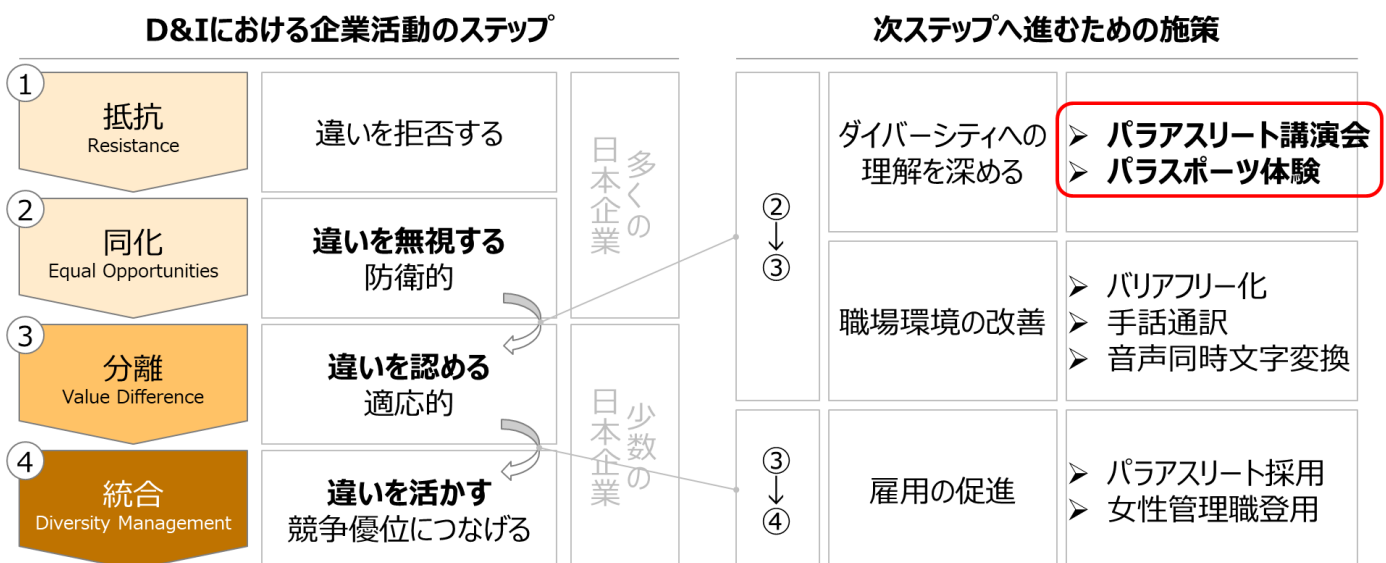 D&Iにおける企業活動のステップ
①
抵抗
Resistance
違いを拒否する
②
同化
Equal Opportunities
違いを無視する
防衛的
多くの
日本企業
③
分離
Value Difference
違いを認める
適応的
④
統合
Diversity Management
違いを活かす
競争優位につなげる
少数の
日本企業
次ステップへ進むための施策
②
↓
③
ダイバーシティへの
理解を深める
➢ パラアスリート講演会
➢ パラスポーツ体験
職場環境の改善
➢ バリアフリー化
➢ 手話通訳
➢ 音声同時文字変換
③
↓
④
雇用の促進
➢ パラアスリート採用
➢ 女性管理職登用